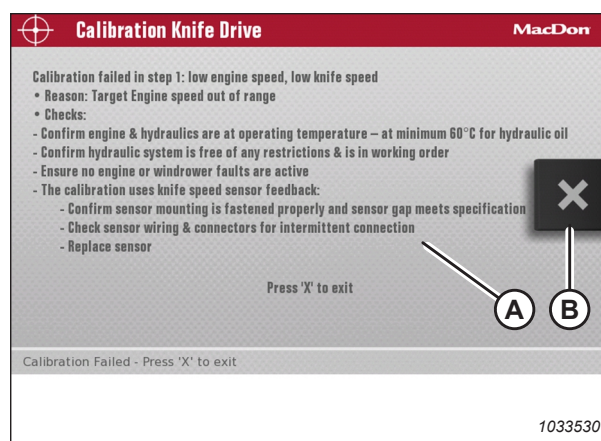 Calibration Knife Drive
MacDon
Calibration failed in step 1: low engine speed, low knife speed
• Reason: Target Engine speed out of range
• Checks:
- Confirm engine & hydraulics are at operating temperature – at minimum 60°C for hydraulic oil
- Confirm hydraulic system is free of any restrictions & is in working order
- Ensure no engine or windrower faults are active
- The calibration uses knife speed sensor feedback:
- Confirm sensor mounting is fastened properly and sensor gap meets specification
- Check sensor wiring & connectors for intermittent connection
- Replace sensor
Press 'X' to exit
A
B
Calibration Failed - Press 'X' to exit
1033530